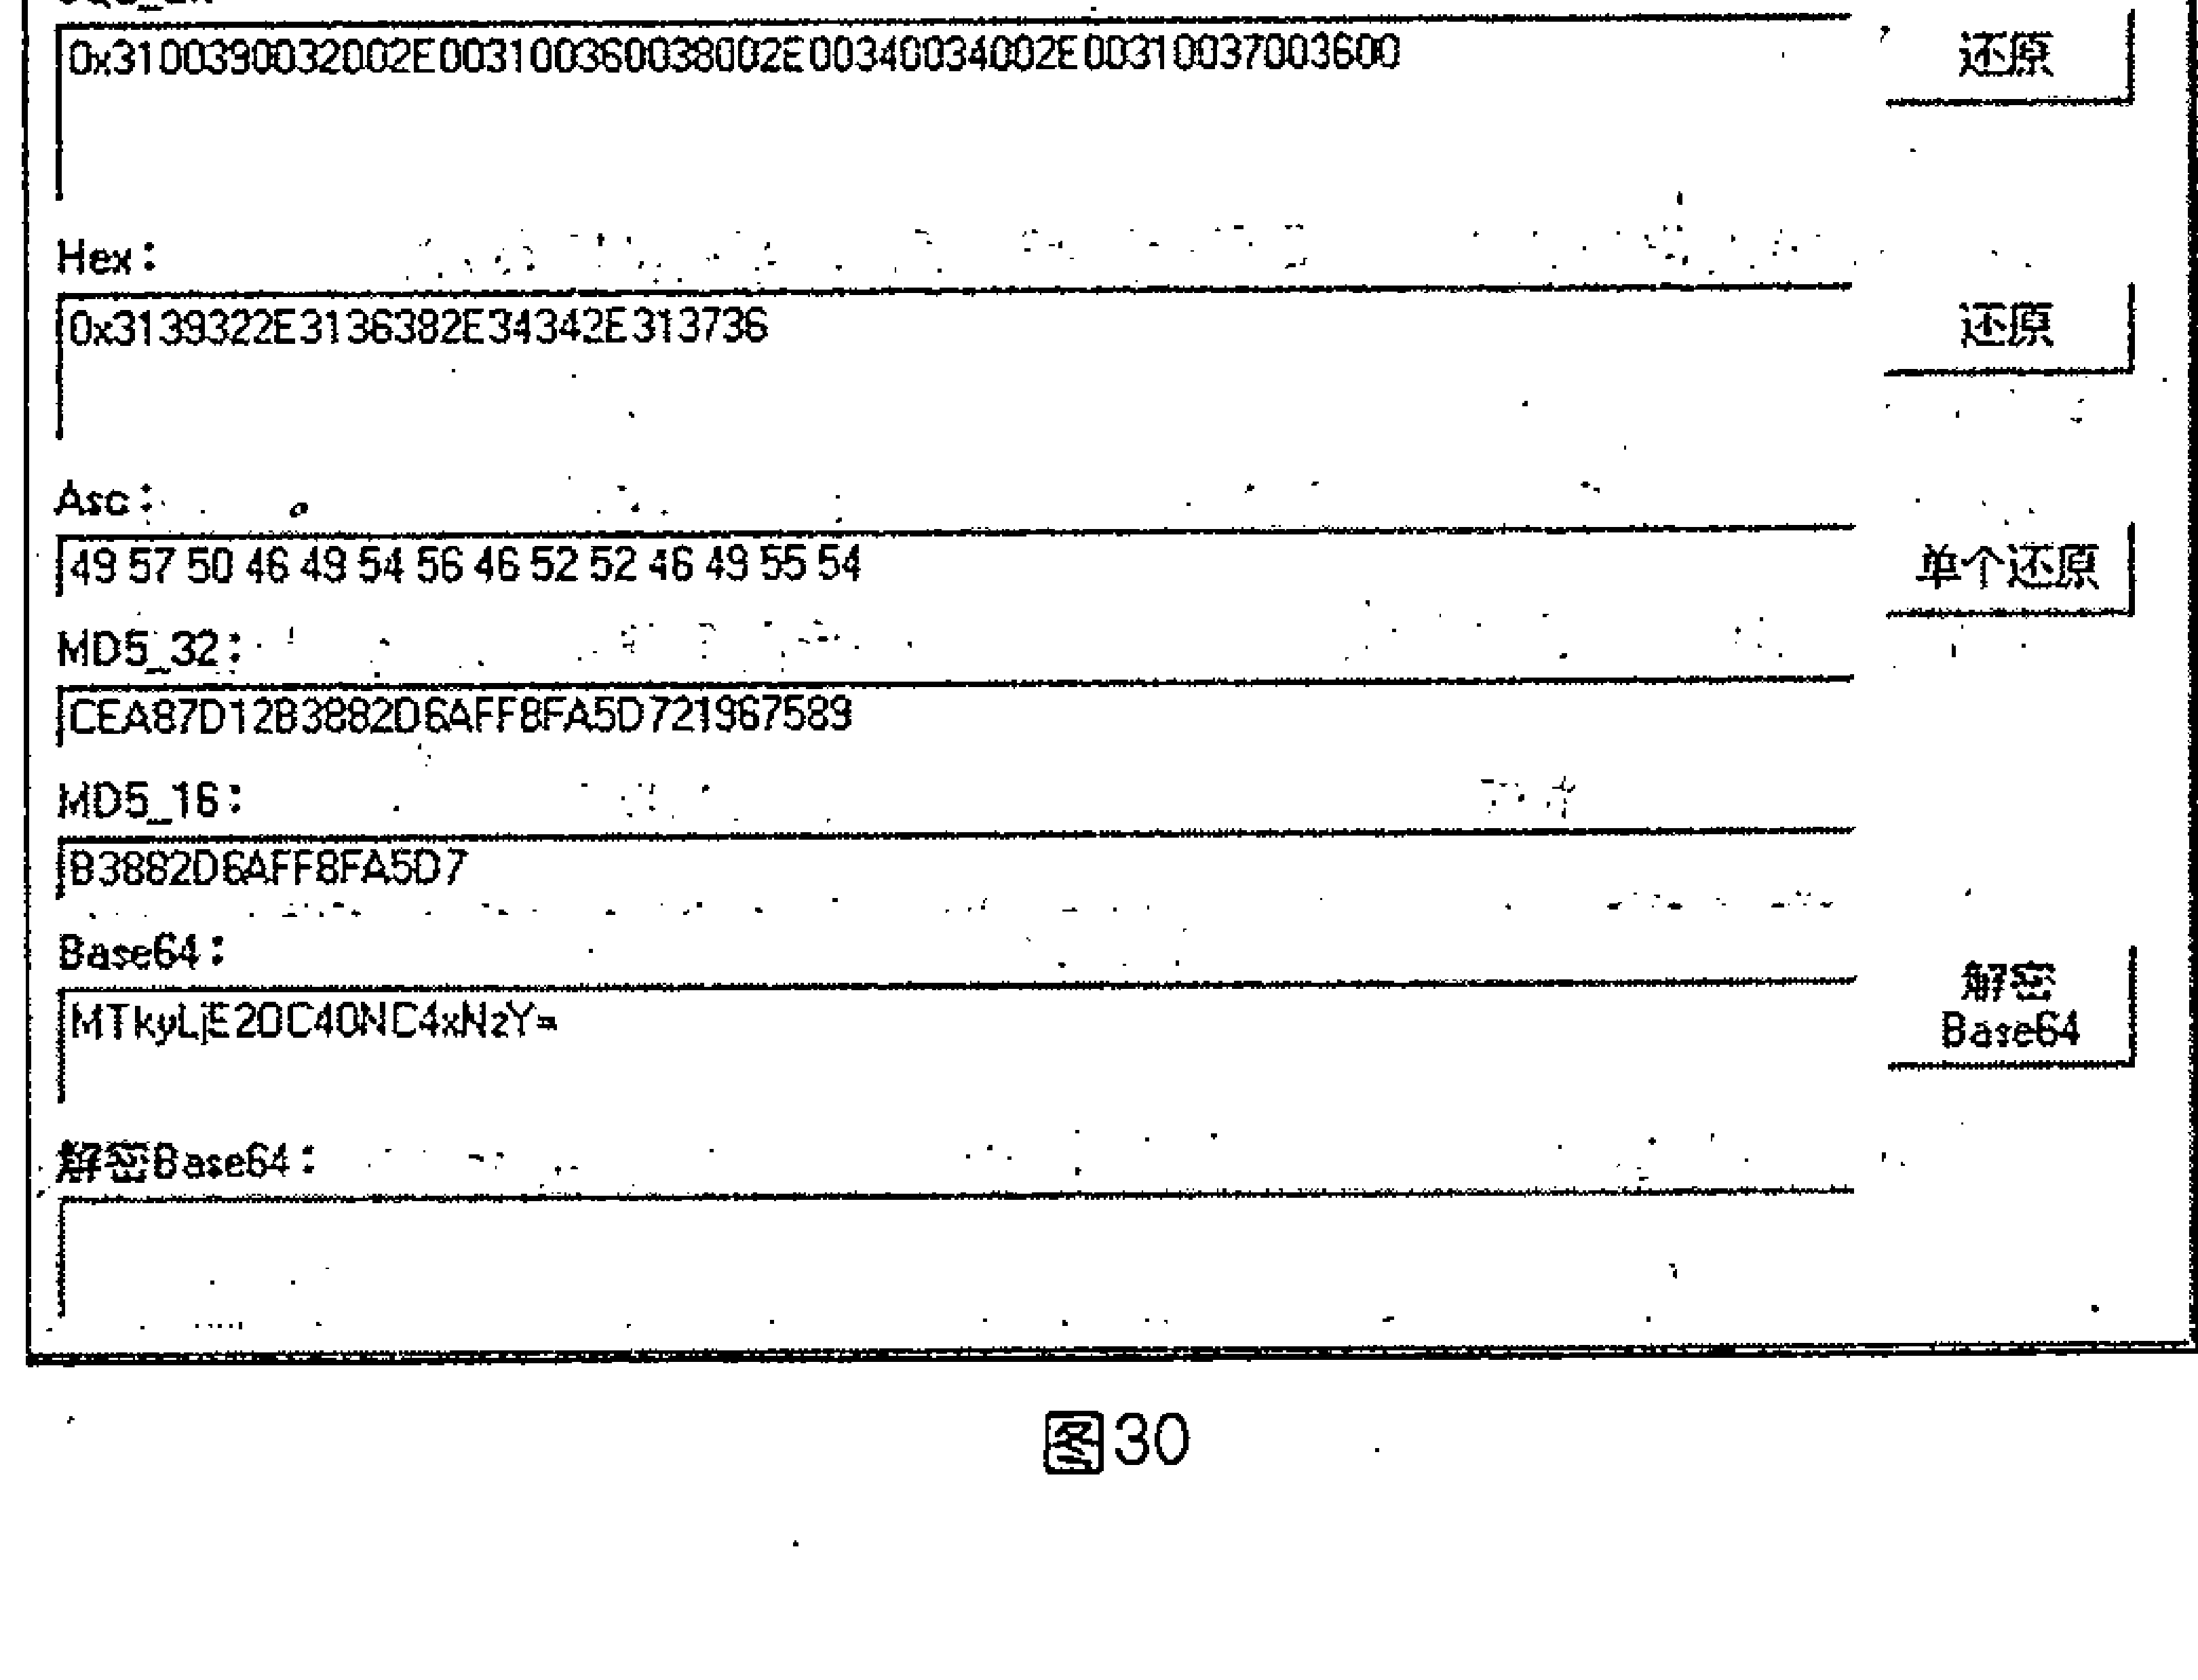 0x3100390032002E003100360038002E00340034002E00310037003600
还原
Hex:
0x3139322E3136382E34342E313736
还原
Asc:
49 57 50 46 49 54 56 46 52 52 46 49 55 54
单个还原
MD5_32:
CEA87D12B3882D6AFF8FA5D721967589
MD5_16:
B3882D6AFF8FA5D7
Base64:
MTkyLjE2OC40NC4xNzY=
解密
Base64
解密Base64:
图30